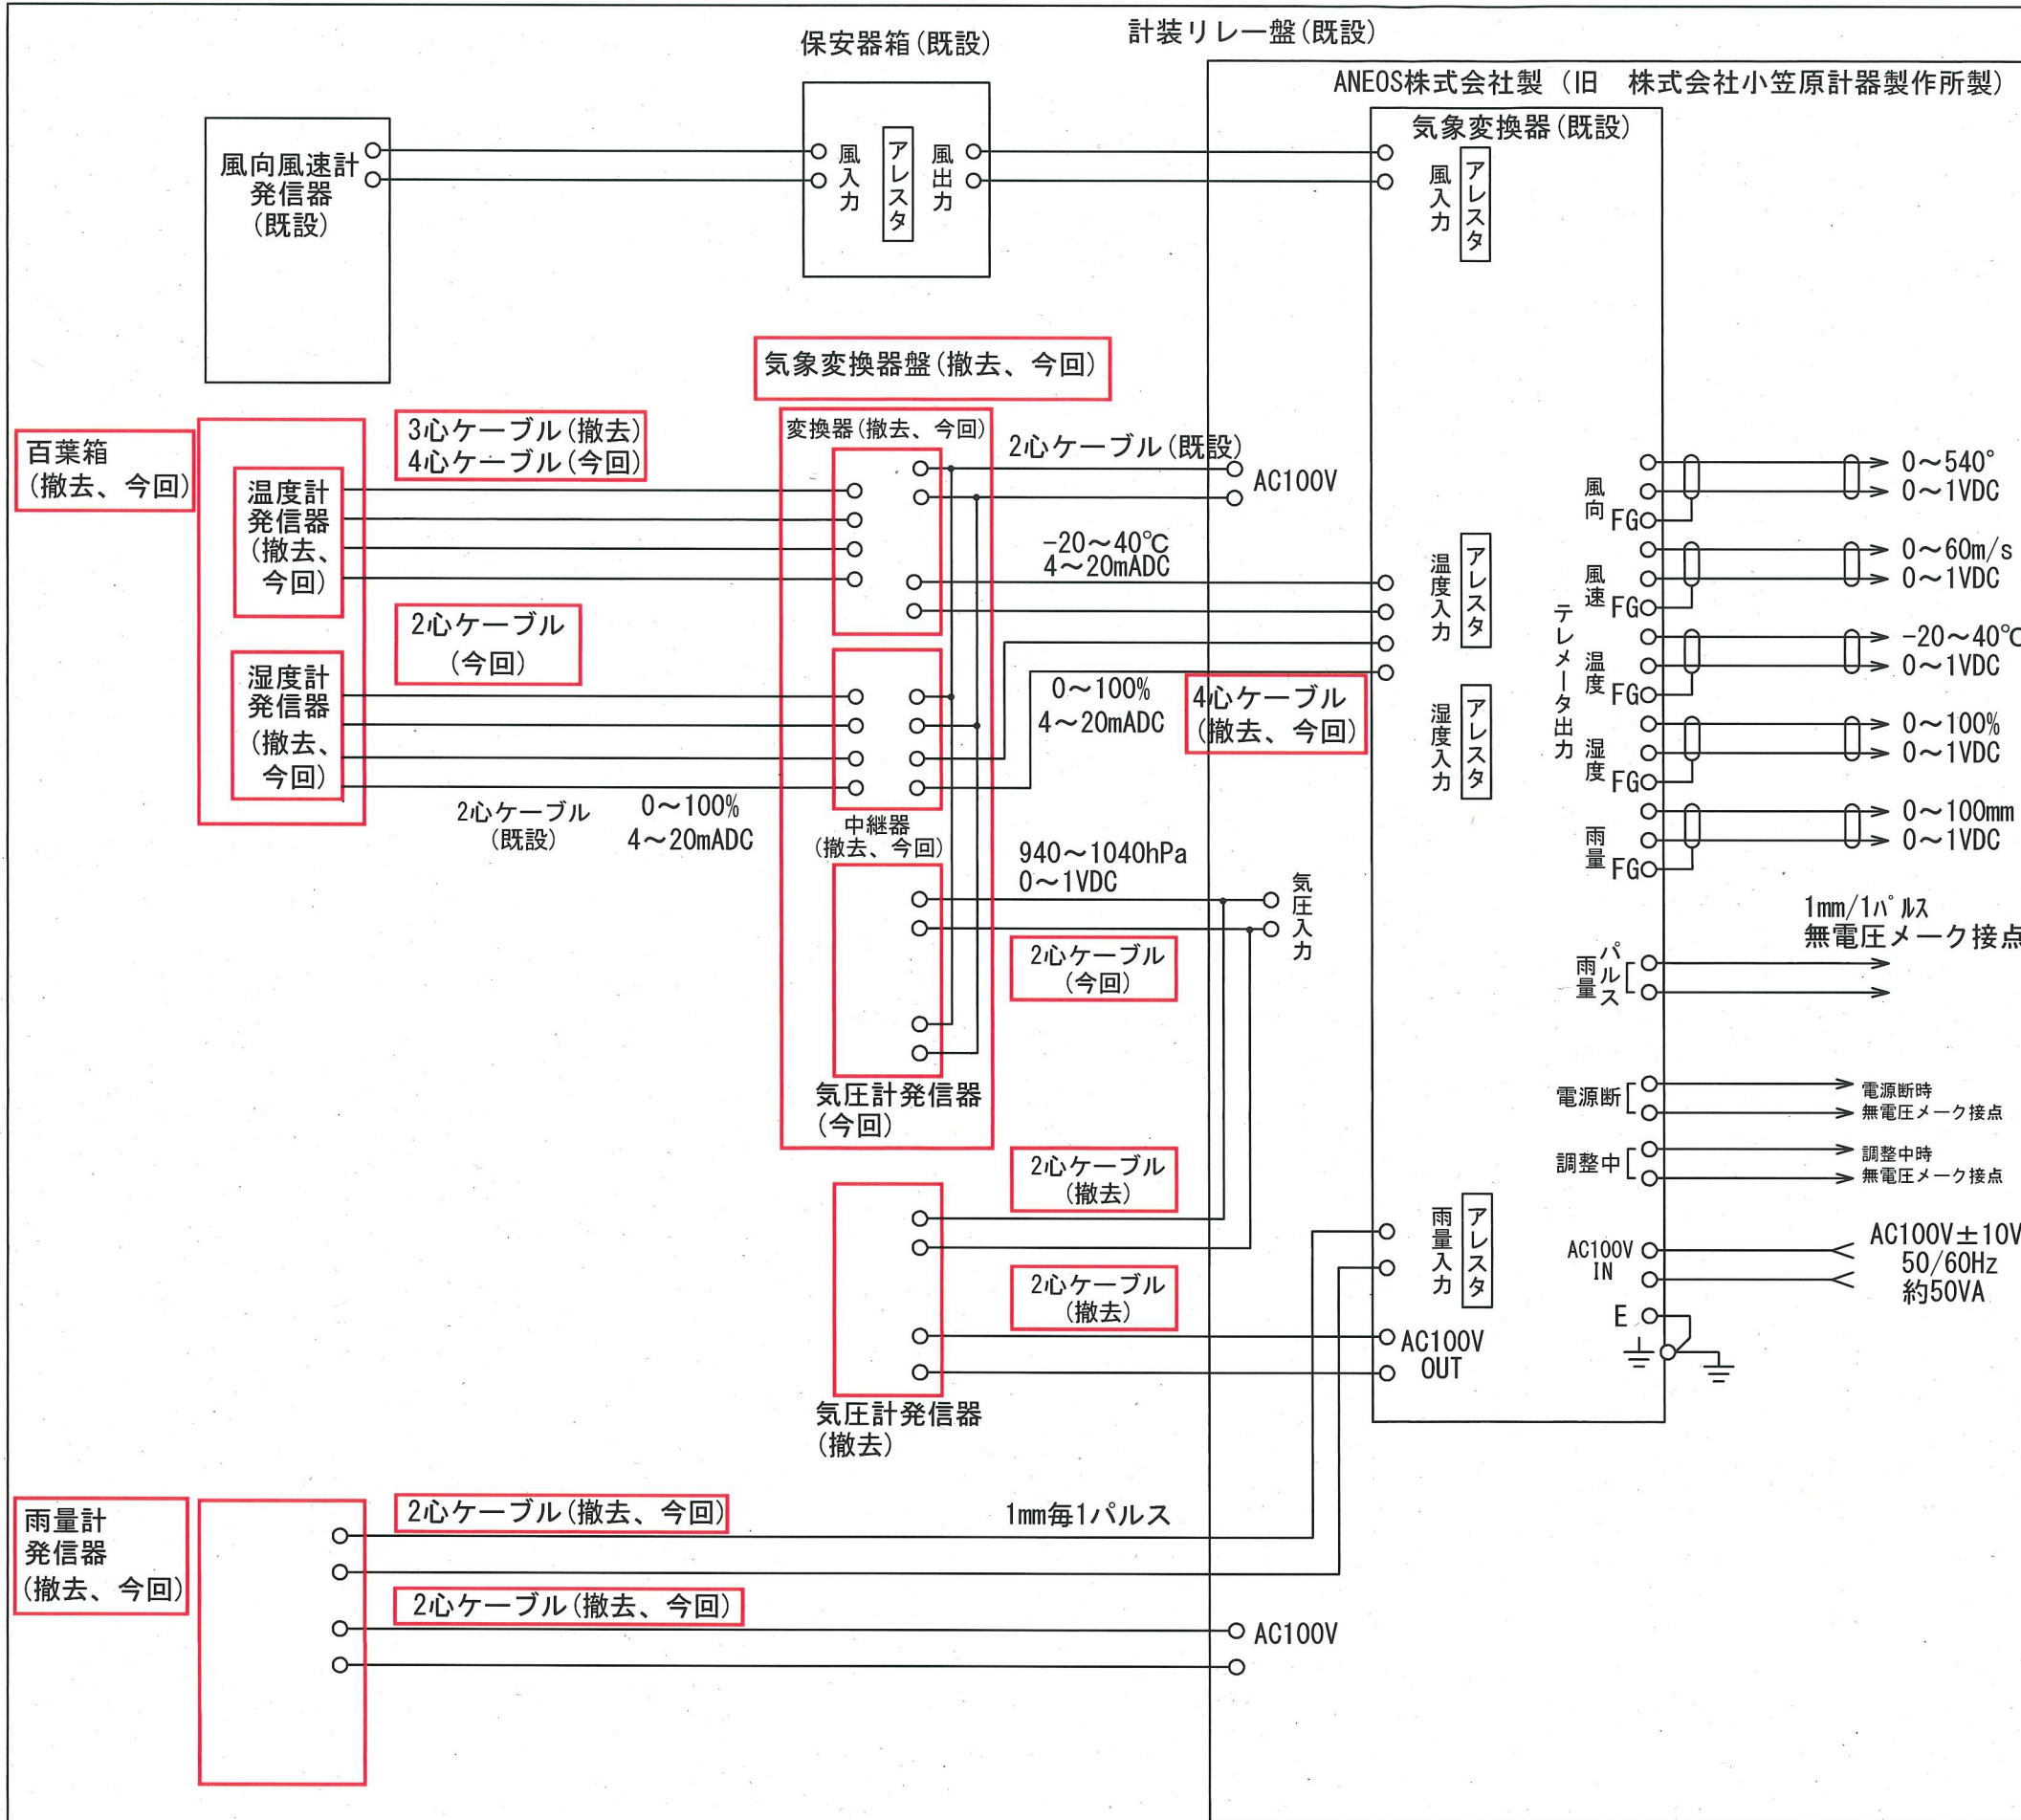 保安器箱(既設)
計装リレー盤(既設)
ANEOS株式会社製（旧　株式会社小笠原計器製作所製）
気象変換器(既設)
風向風速計
発信器
(既設)
風入力
アレスタ
風出力
風入力
アレスタ
気象変換器盤(撤去、今回)
百葉箱
(撤去、今回)
3心ケーブル(撤去)
4心ケーブル(今回)
変換器(撤去、今回)
2心ケーブル(既設)
AC100V
温度計
発信器
(撤去、
今回)
-20～40℃
4～20mADC
温度入力
アレスタ
2心ケーブル
(今回)
湿度計
発信器
(撤去、
今回)
0～100%
4～20mADC
4心ケーブル
(撤去、今回)
湿度入力
アレスタ
2心ケーブル
(既設)
0～100%
4～20mADC
中継器
(撤去、今回)
940～1040hPa
0～1VDC
気圧入力
2心ケーブル
(今回)
気圧計発信器
(今回)
2心ケーブル
(撤去)
2心ケーブル
(撤去)
気圧計発信器
(撤去)
雨量入力
アレスタ
AC100V
OUT
テレメータ出力
風向
FG
0～540°
0～1VDC
風速
FG
0～60m/s
0～1VDC
温度
FG
-20～40℃
0～1VDC
湿度
FG
0～100%
0～1VDC
雨量
FG
0～100mm
0～1VDC
1mm/1パルス
無電圧メーク接点
雨量
パルス
電源断
電源断時
無電圧メーク接点
調整中
調整中時
無電圧メーク接点
AC100V
IN
AC100V±10V
50/60Hz
約50VA
E
雨量計
発信器
(撤去、今回)
2心ケーブル(撤去、今回)
1mm毎1パルス
2心ケーブル(撤去、今回)
AC100V